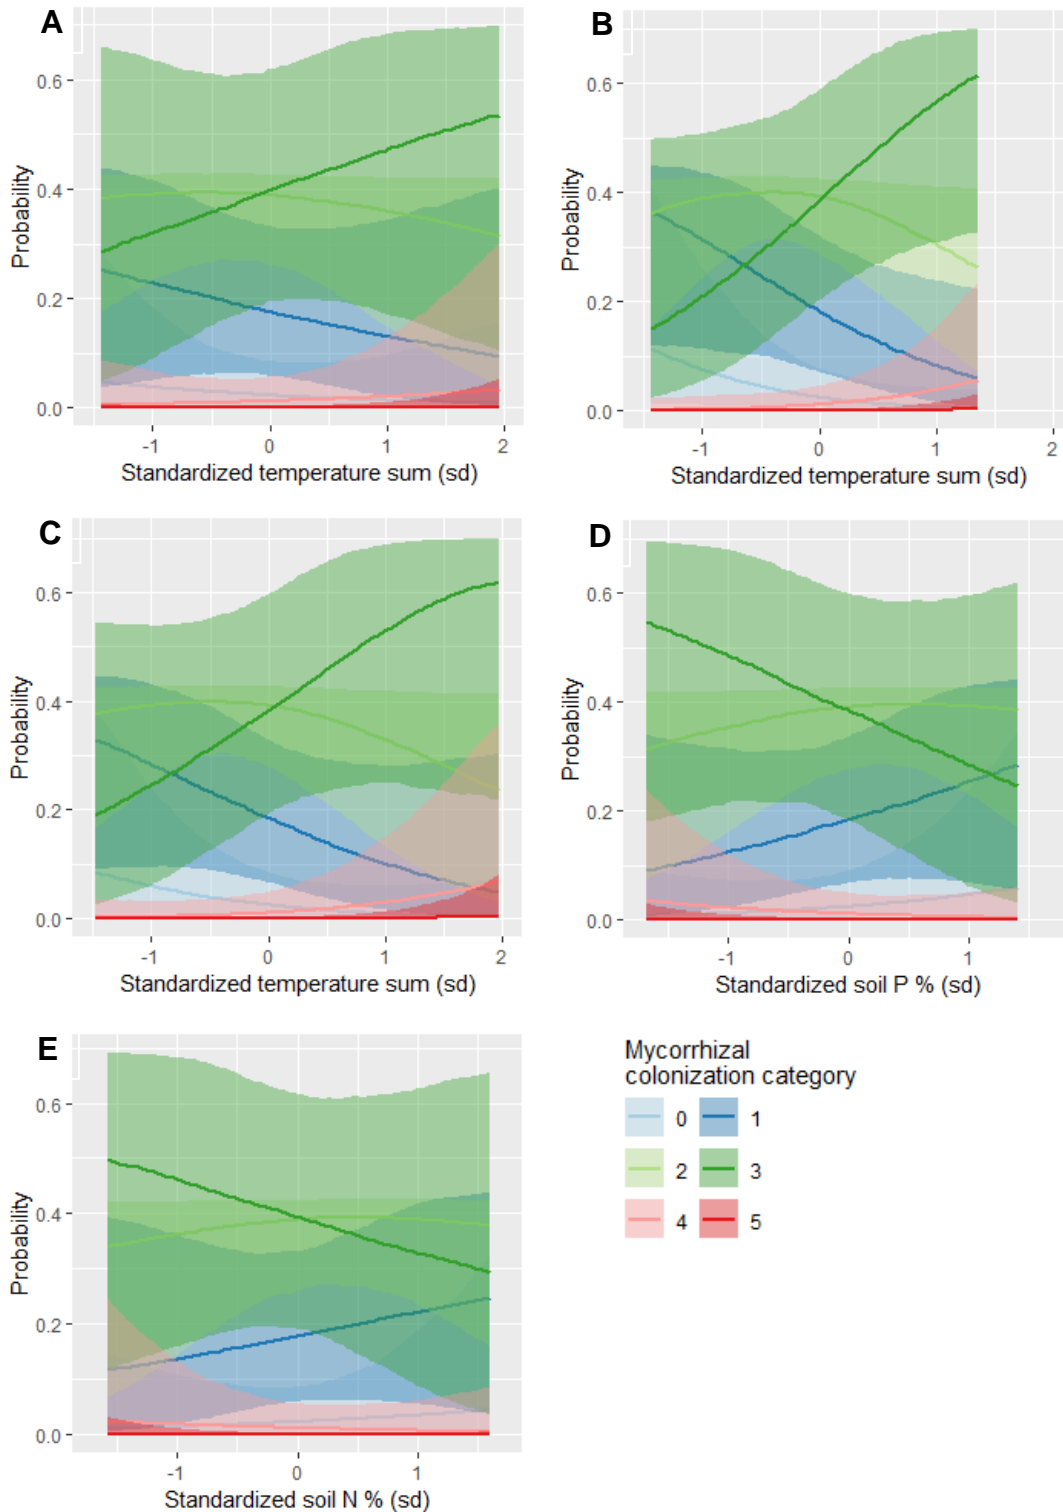 A
Probability
0.6
0.4
0.2
0.0
-1
0
1
2
Standardized temperature sum (sd)
B
Probability
0.6
0.4
0.2
0.0
-1
0
1
2
Standardized temperature sum (sd)
C
Probability
0.6
0.4
0.2
0.0
-1
0
1
2
Standardized temperature sum (sd)
D
Probability
0.6
0.4
0.2
0.0
-1
0
1
Standardized soil P % (sd)
E
Probability
0.6
0.4
0.2
0.0
-1
0
1
Standardized soil N % (sd)
Mycorrhizal
colonization category
0 1
2 3
4 5